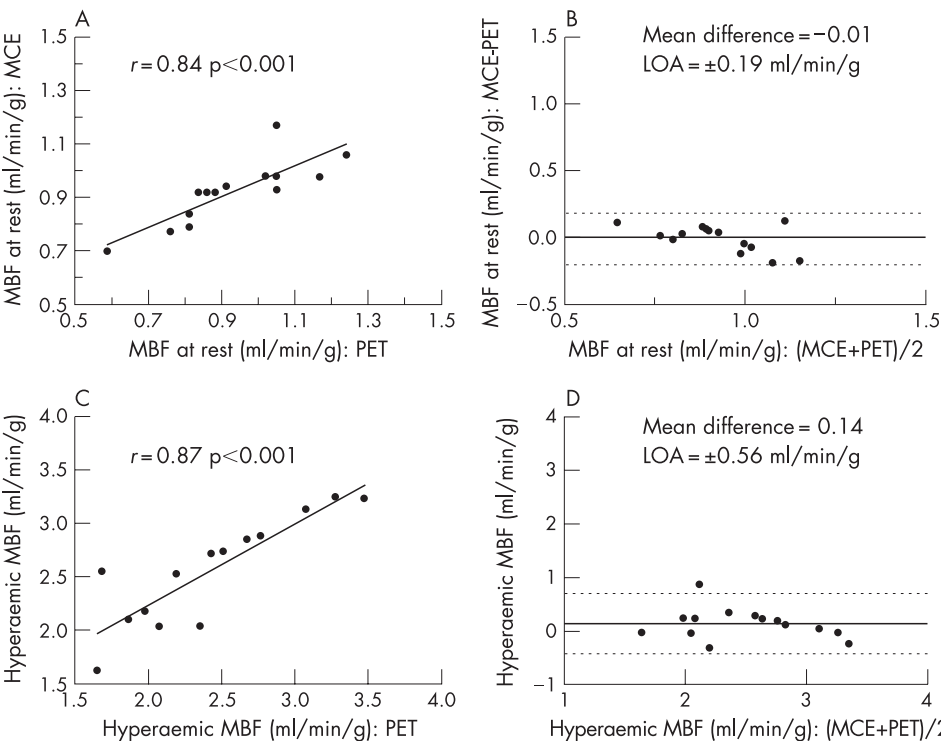 A
MBF at rest (ml/min/g): MCE
1.5
1.3
1.1
0.9
0.7
0.5
r=0.84 p<0.001
0.5
0.7
0.9
1.1
1.3
1.5
MBF at rest (ml/min/g): PET
B
MBF at rest (ml/min/g): MCE-PET
1.5
1.0
0.5
0.0
−0.5
Mean difference=−0.01
LOA=±0.19 ml/min/g
0.5
1.0
1.5
MBF at rest (ml/min/g): (MCE+PET)/2
C
Hyperaemic MBF (ml/min/g)
4.0
3.0
2.5
2.0
1.5
r=0.87 p<0.001
1.5
2.0
2.5
3.0
3.5
4.0
Hyperaemic MBF (ml/min/g): PET
D
Hyperaemic MBF (ml/min/g)
4
3
2
1
0
−1
Mean difference= 0.14
LOA=±0.56 ml/min/g
1
2
3
4
Hyperaemic MBF (ml/min/g): (MCE+PET)/2